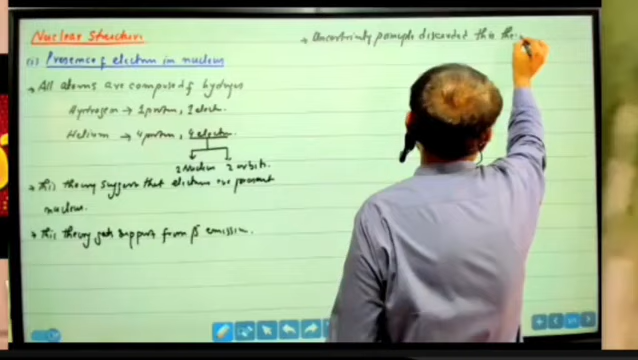 Nuclear Structure
(i) Presence of electron in nucleus
→ All atoms are composed of hydrogen
Hydrogen → 1 proton, 1 electr.
Helium → 4 proton, 4 electron.
2 nucleus 2 orbit.
→ This theory suggest that electron are present
nucleus.
→ This theory gets support from β emission.
→ Uncertainty principle discarded this the